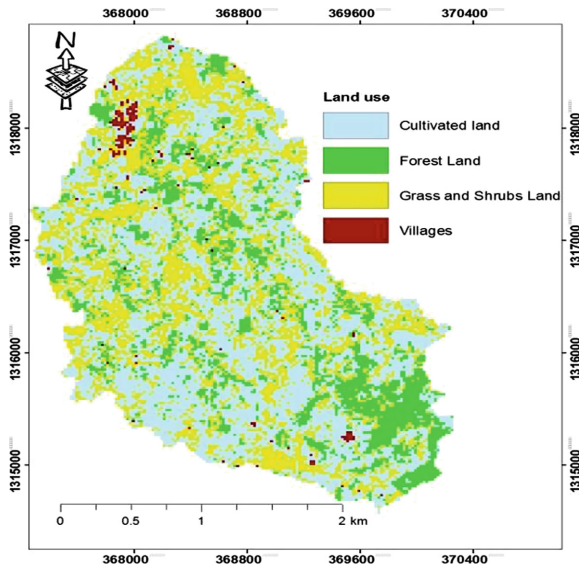 368000 368800 369600 370400
N
Land use
Cultivated land
Forest Land
Grass and Shrubs Land
Villages
1318000 1318000
1317000 1317000
1316000 1316000
1315000 1315000
0 0.5 1 2 km
368000 368800 369600 370400